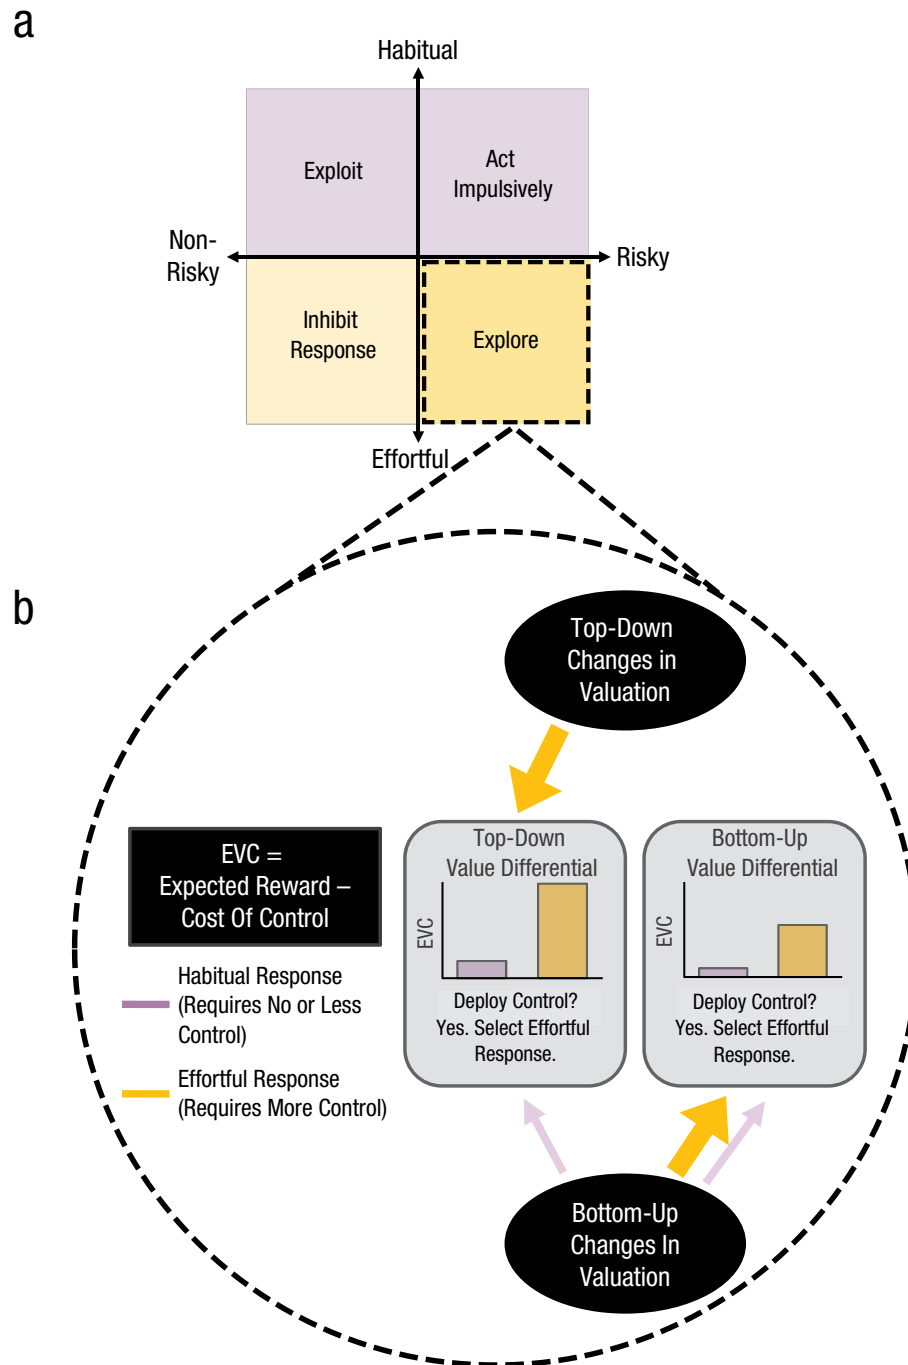 a
Habitual
Exploit
Act
Impulsively
Non-
Risky
Risky
Inhibit
Response
Explore
Effortful
b
Top-Down
Changes in
Valuation
EVC =
Expected Reward –
Cost Of Control
Habitual Response
(Requires No or Less
Control)
Effortful Response
(Requires More Control)
Top-Down
Value Differential
EVC
Deploy Control?
Yes. Select Effortful
Response.
Bottom-Up
Value Differential
EVC
Deploy Control?
Yes. Select Effortful
Response.
Bottom-Up
Changes In
Valuation